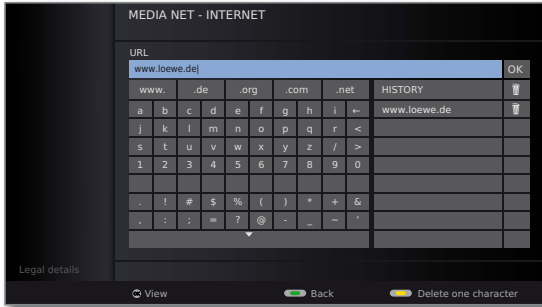 MEDIA NET - INTERNET
URL
www.loewe.de OK
www. .de .org .com .net HISTORY
a b c d e f g h i ← www.loewe.de
j k l m n o p q r <
s t u v w x y z / >
1 2 3 4 5 6 7 8 9 0
. ! # $ % ( ) * + &
, : ; = ? @ - _ ~ '
Legal details
OK View Back Delete one character